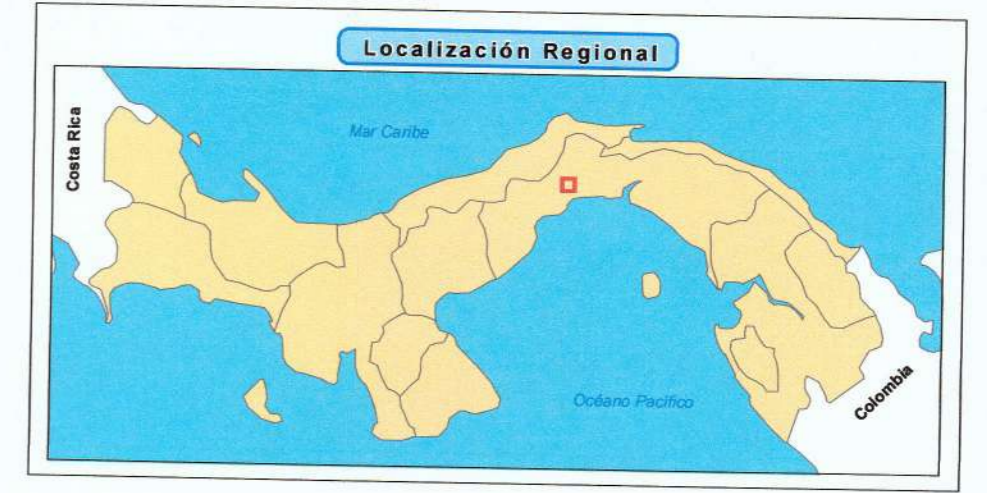 Localización Regional
Costa Rica
Mar Caribe
Océano Pacífico
Colombia